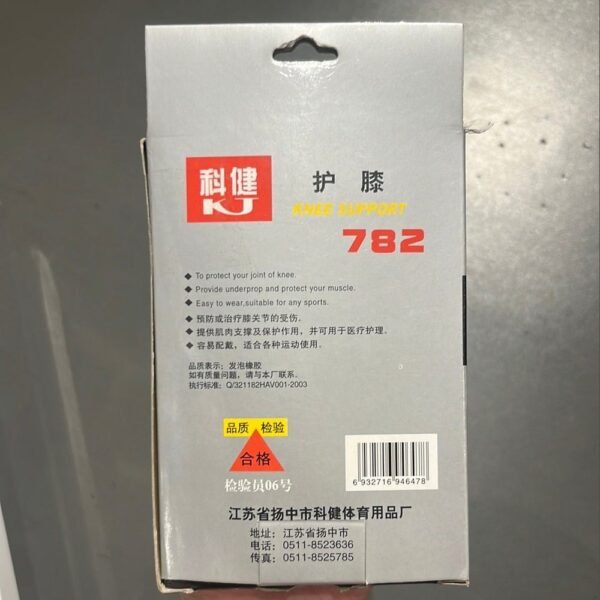 科健
KJ
护膝
KNEE SUPPORT
782
◆ To protect your joint of knee.
◆ Provide underprop and protect your muscle.
◆ Easy to wear,suitable for any sports.
◆ 预防或治疗膝关节的受伤。
◆ 提供肌肉支撑及保护作用，并可用于医疗护理。
◆ 容易配戴，适合各种运动使用。
品质表示：发泡橡胶
如有质量问题，请与本厂联系。
执行标准：Q/321182HAV001-2003
品质 检验
合格
检验员06号
6 932716 946478
江苏省扬中市科健体育用品厂
地址：江苏省扬中市
电话：0511-8523636
传真：0511-8525785